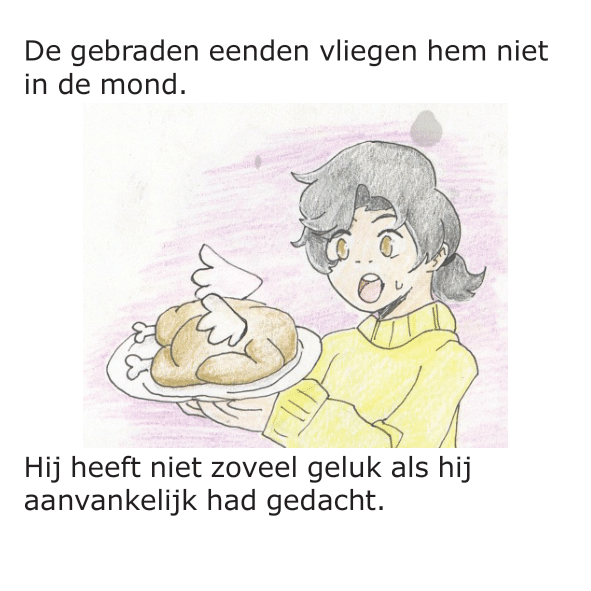 De gebraden eenden vliegen hem niet
in de mond.
Hij heeft niet zoveel geluk als hij
aanvankelijk had gedacht.